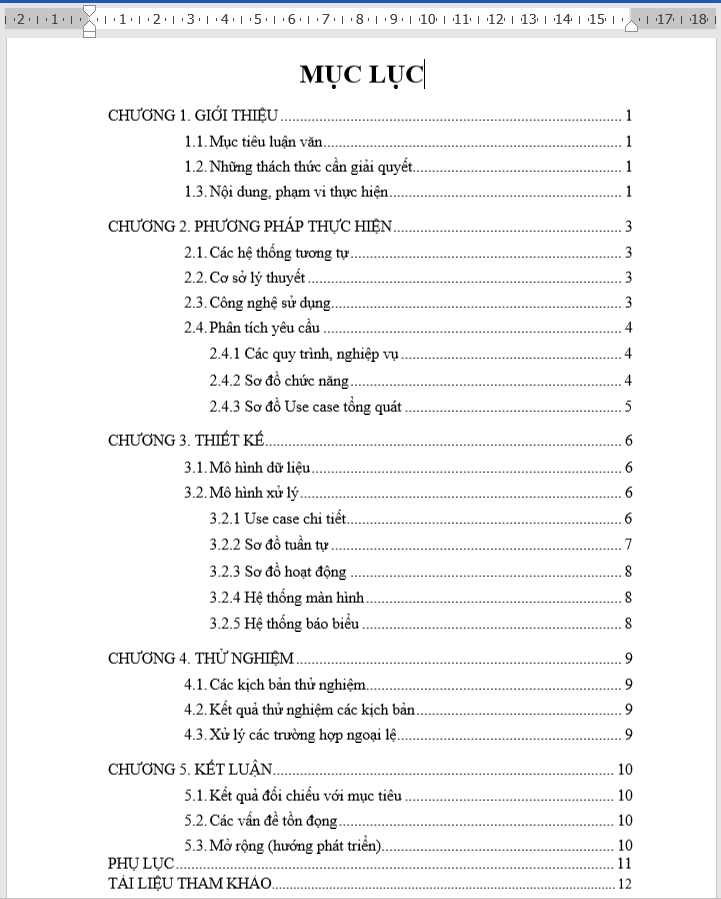 2 1 1 2 3 4 5 6 7 8 9 10 11 12 13 14 15 17 18
MỤC LỤC
CHƯƠNG 1. GIỚI THIỆU 1
1.1. Mục tiêu luận văn 1
1.2. Những thách thức cần giải quyết 1
1.3. Nội dung, phạm vi thực hiện 1
CHƯƠNG 2. PHƯƠNG PHÁP THỰC HIỆN 3
2.1. Các hệ thống tương tự 3
2.2. Cơ sở lý thuyết 3
2.3. Công nghệ sử dụng 3
2.4. Phân tích yêu cầu 4
2.4.1 Các quy trình, nghiệp vụ 4
2.4.2 Sơ đồ chức năng 4
2.4.3 Sơ đồ Use case tổng quát 5
CHƯƠNG 3. THIẾT KẾ 6
3.1. Mô hình dữ liệu 6
3.2. Mô hình xử lý 6
3.2.1 Use case chi tiết 6
3.2.2 Sơ đồ tuần tự 7
3.2.3 Sơ đồ hoạt động 8
3.2.4 Hệ thống màn hình 8
3.2.5 Hệ thống báo biểu 8
CHƯƠNG 4. THỬ NGHIỆM 9
4.1. Các kịch bản thử nghiệm 9
4.2. Kết quả thử nghiệm các kịch bản 9
4.3. Xử lý các trường hợp ngoại lệ 9
CHƯƠNG 5. KẾT LUẬN 10
5.1. Kết quả đối chiếu với mục tiêu 10
5.2. Các vấn đề tồn đọng 10
5.3. Mở rộng (hướng phát triển) 10
PHỤ LỤC 11
TÀI LIỆU THAM KHẢO 12